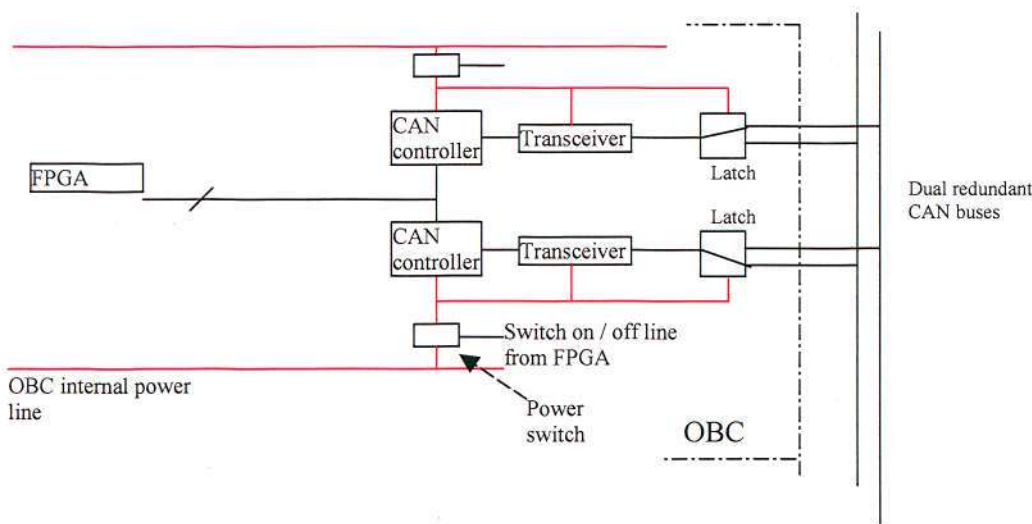 CAN
controller
Transceiver
Latch
FPGA
Dual redundant
CAN buses
Latch
CAN
controller
Transceiver
Switch on / off line
from FPGA
OBC internal power
line
Power
switch
OBC